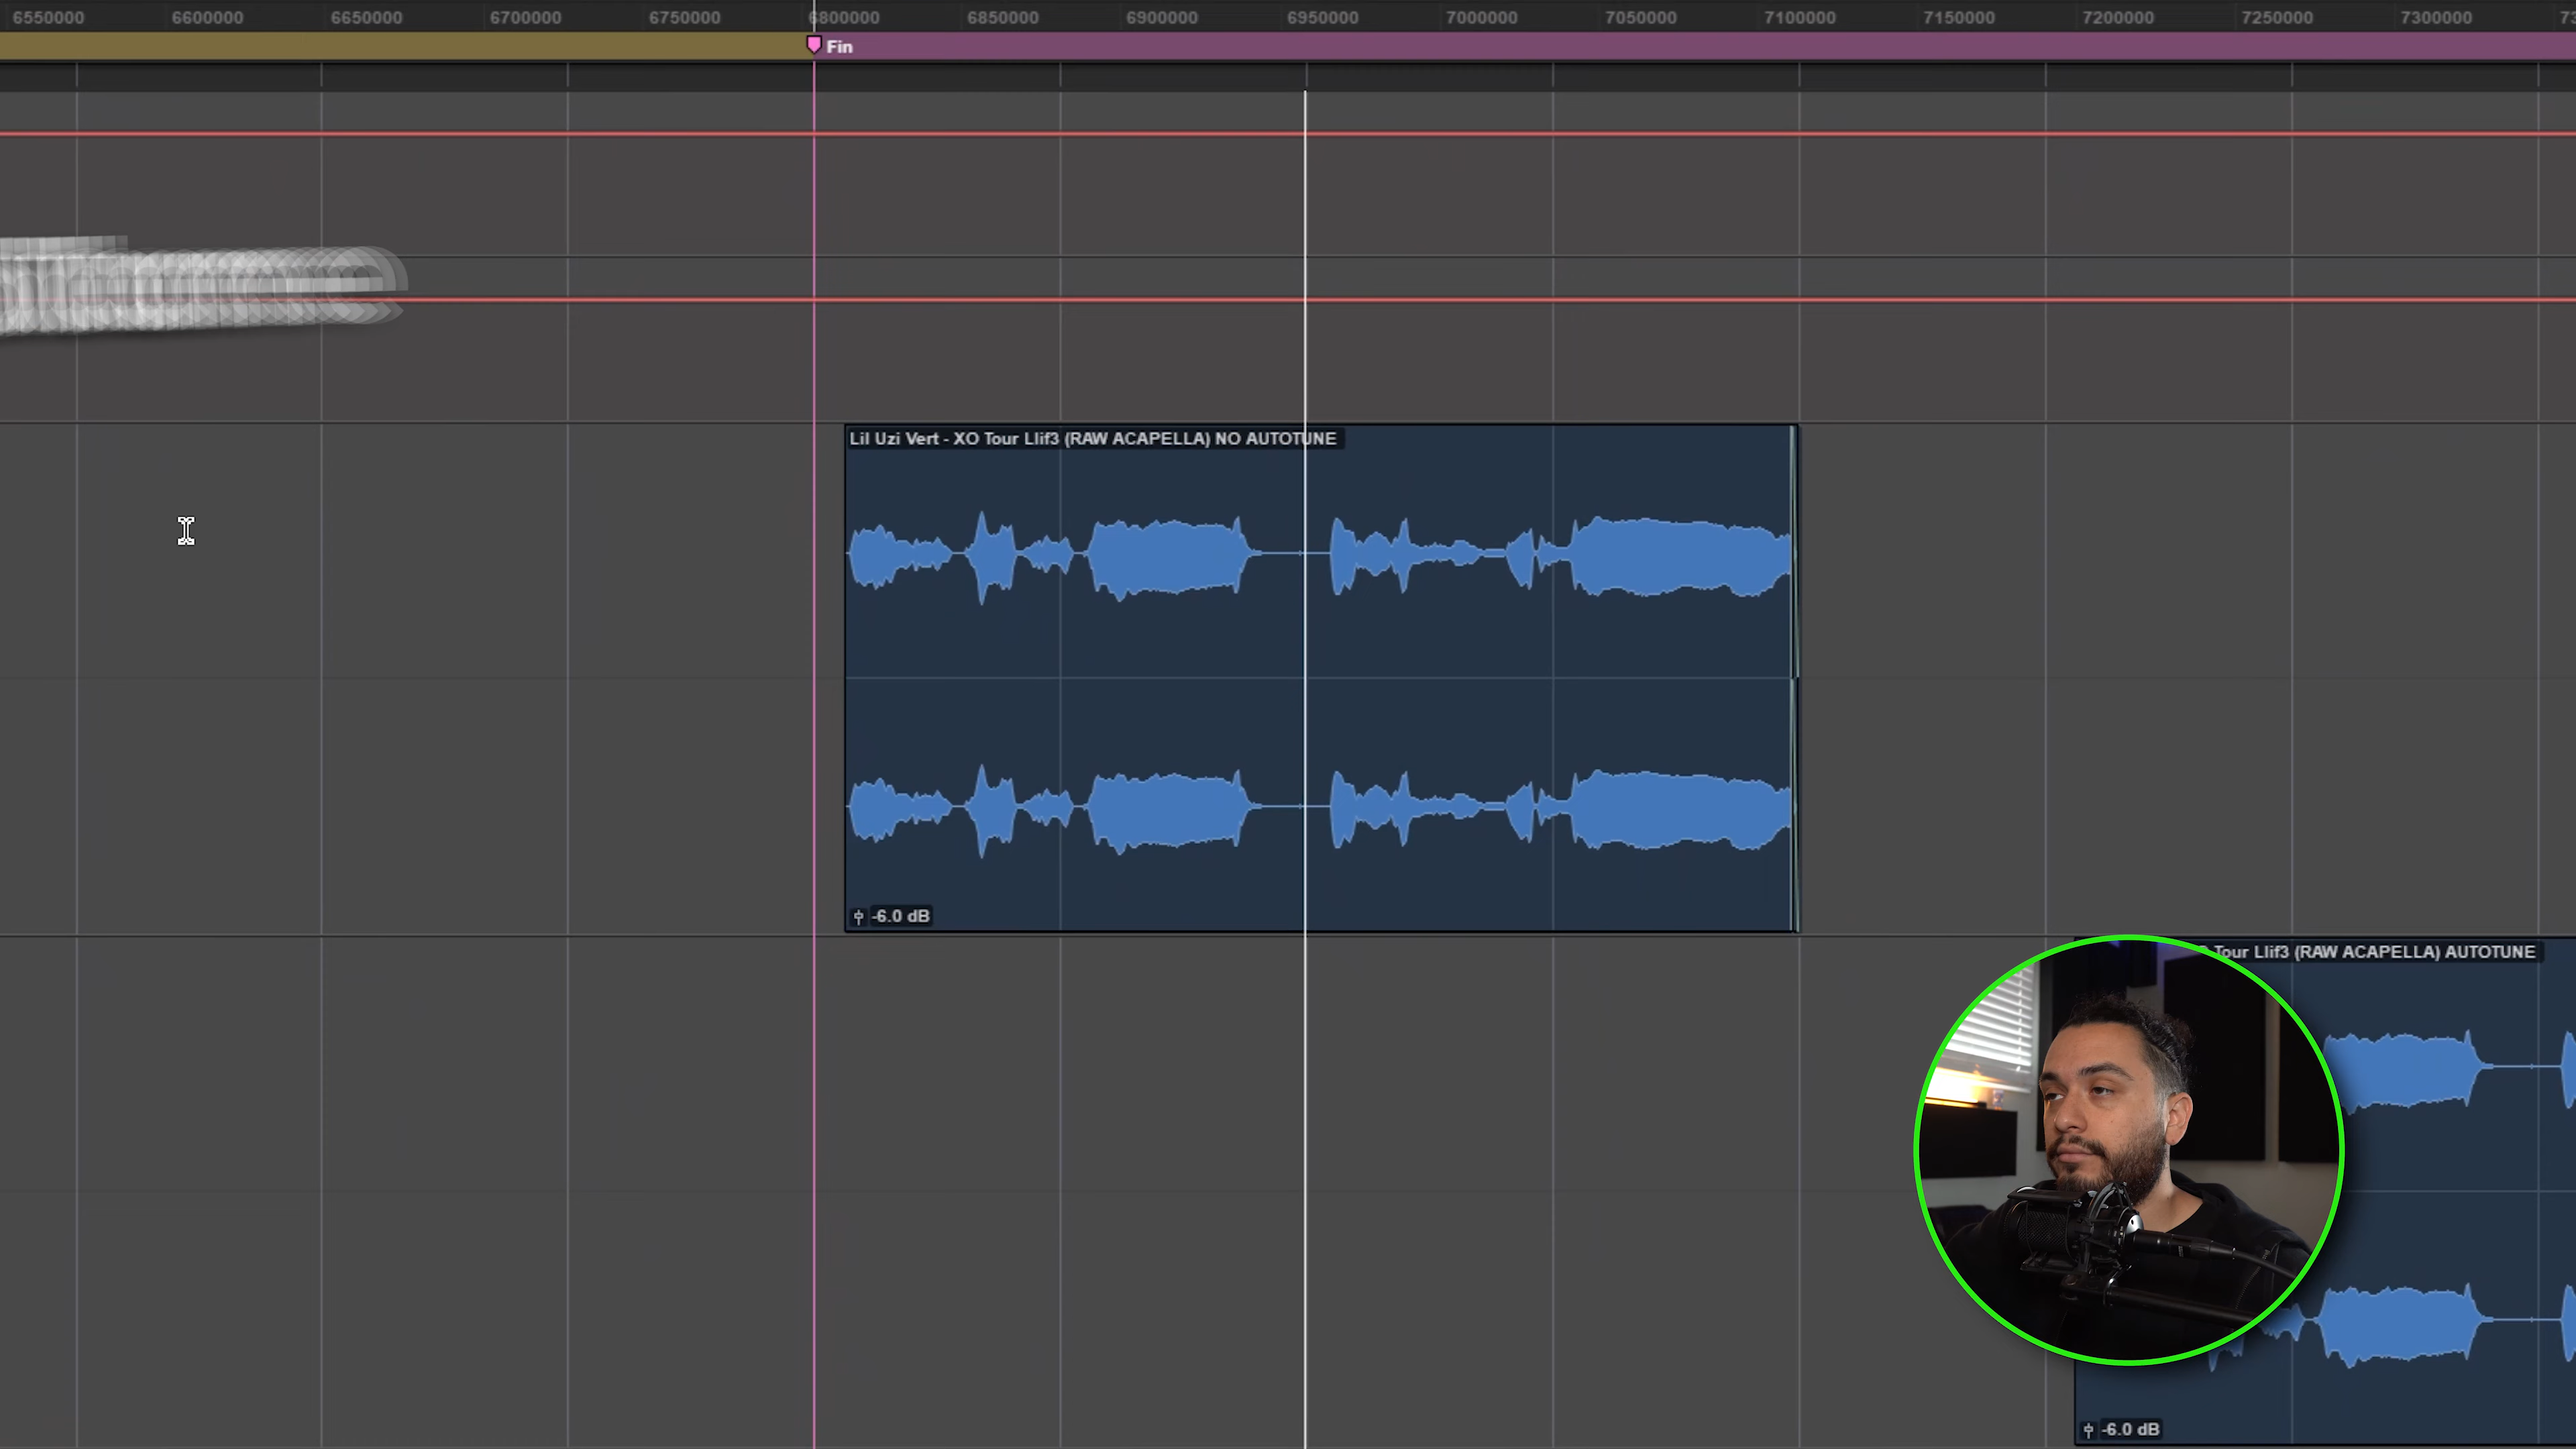 6550000 6600000 6650000 6700000 6750000 6800000 6850000 6900000 6950000 7000000 7050000 7100000 7150000 7200000 7250000 7300000
Fin
Lil Uzi Vert - XO Tour Llif3 (RAW ACAPELLA) NO AUTOTUNE
-6.0 dB
Tour Llif3 (RAW ACAPELLA) AUTOTUNE
-6.0 dB